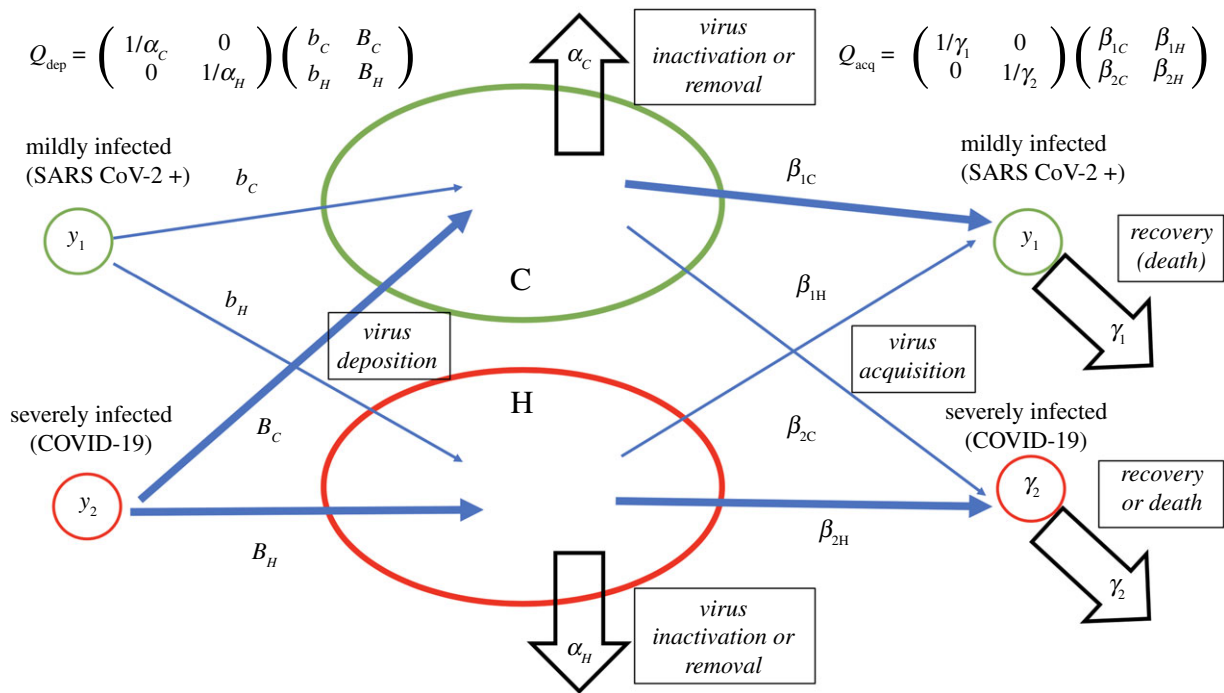 Q_dep = ( 1/α_C 0 ) ( b_C B_C )
( 0 1/α_H ) ( b_H B_H )
α_C
virus
inactivation or
removal
Q_acq = ( 1/γ_1 0 ) ( β_1C β_1H )
( 0 1/γ_2 ) ( β_2C β_2H )
mildly infected
(SARS CoV-2 +)
y_1
b_C
b_H
C
β_1C
β_1H
mildly infected
(SARS CoV-2 +)
y_1
recovery
(death)
γ_1
virus
deposition
virus
acquisition
severely infected
(COVID-19)
y_2
B_C
B_H
H
β_2C
β_2H
severely infected
(COVID-19)
γ_2
recovery
or death
γ_2
α_H
virus
inactivation or
removal